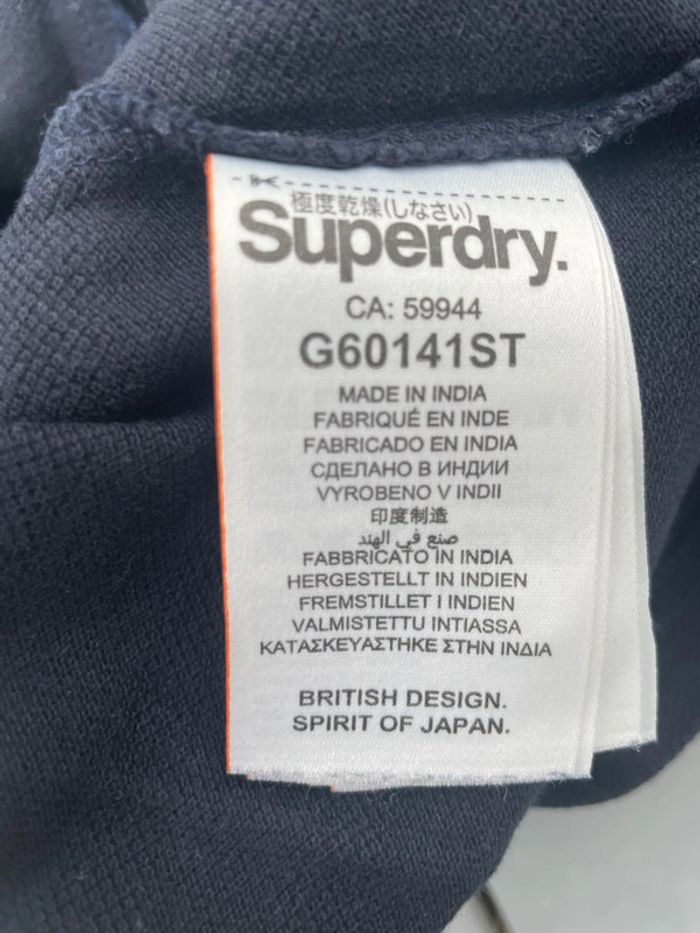 極度乾燥(しなさい)
Superdry.
CA: 59944
G60141ST
MADE IN INDIA
FABRIQUÉ EN INDE
FABRICADO EN INDIA
СДЕЛАНО В ИНДИИ
VYROBENO V INDII
印度制造
صنع في الهند
FABBRICATO IN INDIA
HERGESTELLT IN INDIEN
FREMSTILLET I INDIEN
VALMISTETTU INTIASSA
ΚΑΤΑΣΚΕΥΑΣΤΗΚΕ ΣΤΗΝ ΙΝΔΙΑ
BRITISH DESIGN.
SPIRIT OF JAPAN.